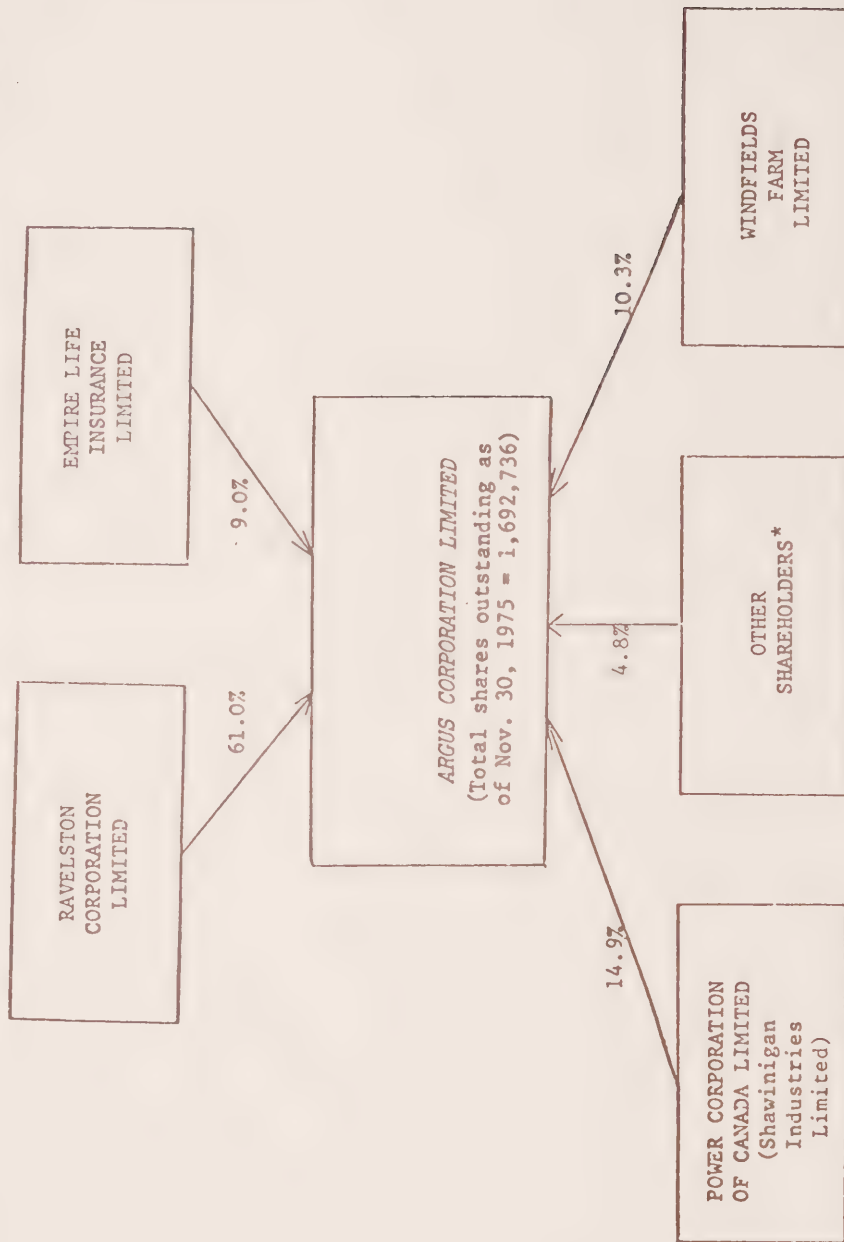 RAVELSTON
CORPORATION
LIMITED
EMPIRE LIFE
INSURANCE
LIMITED
61.0%
9.0%
ARGUS CORPORATION LIMITED
(Total shares outstanding as
of Nov. 30, 1975 = 1,692,736)
14.9%
4.8%
10.3%
POWER CORPORATION
OF CANADA LIMITED
(Shawinigan
Industries
Limited)
OTHER
SHAREHOLDERS*
WINDFIELDS
FARM
LIMITED